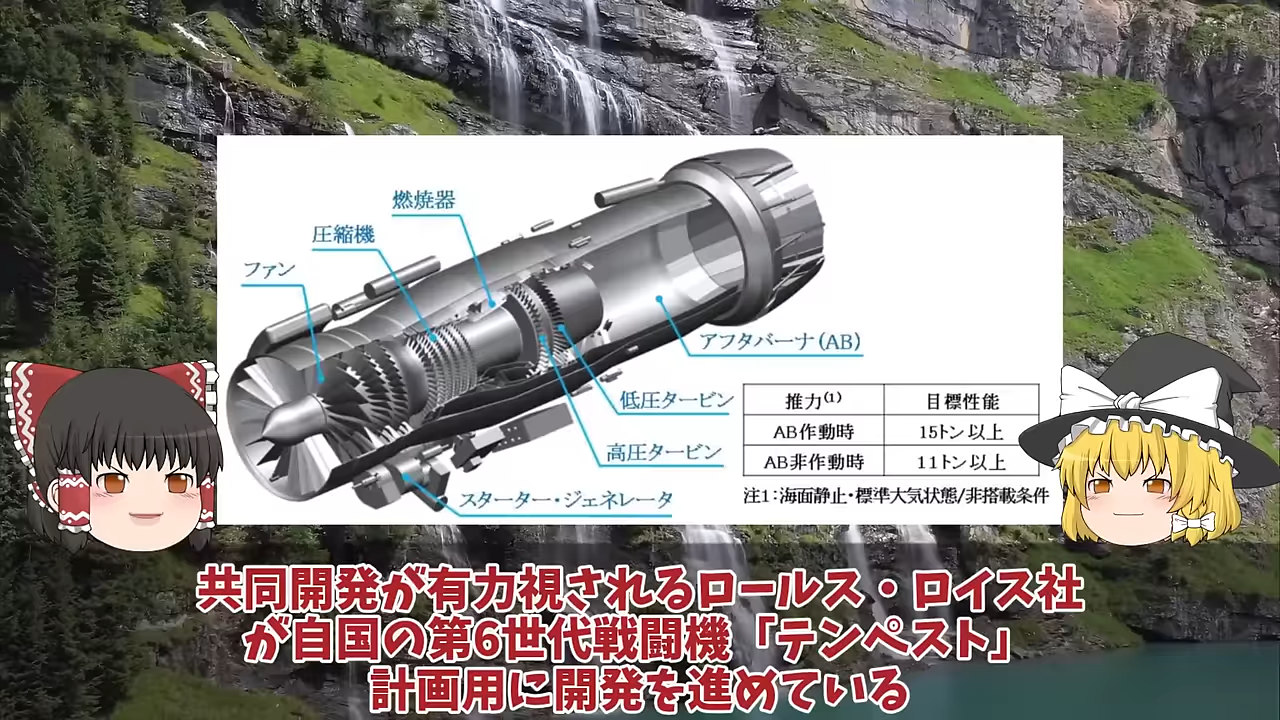 燃焼器
圧縮機
ファン
アフタバーナ(AB)
低圧タービン
高圧タービン
スターター・ジェネレータ
推力(1) 目標性能
AB作動時 15トン以上
AB非作動時 11トン以上
注1:海面静止・標準大気状態/非搭載条件
共同開発が有力視されるロールス・ロイス社
が自国の第6世代戦闘機「テンペスト」
計画用に開発を進めている